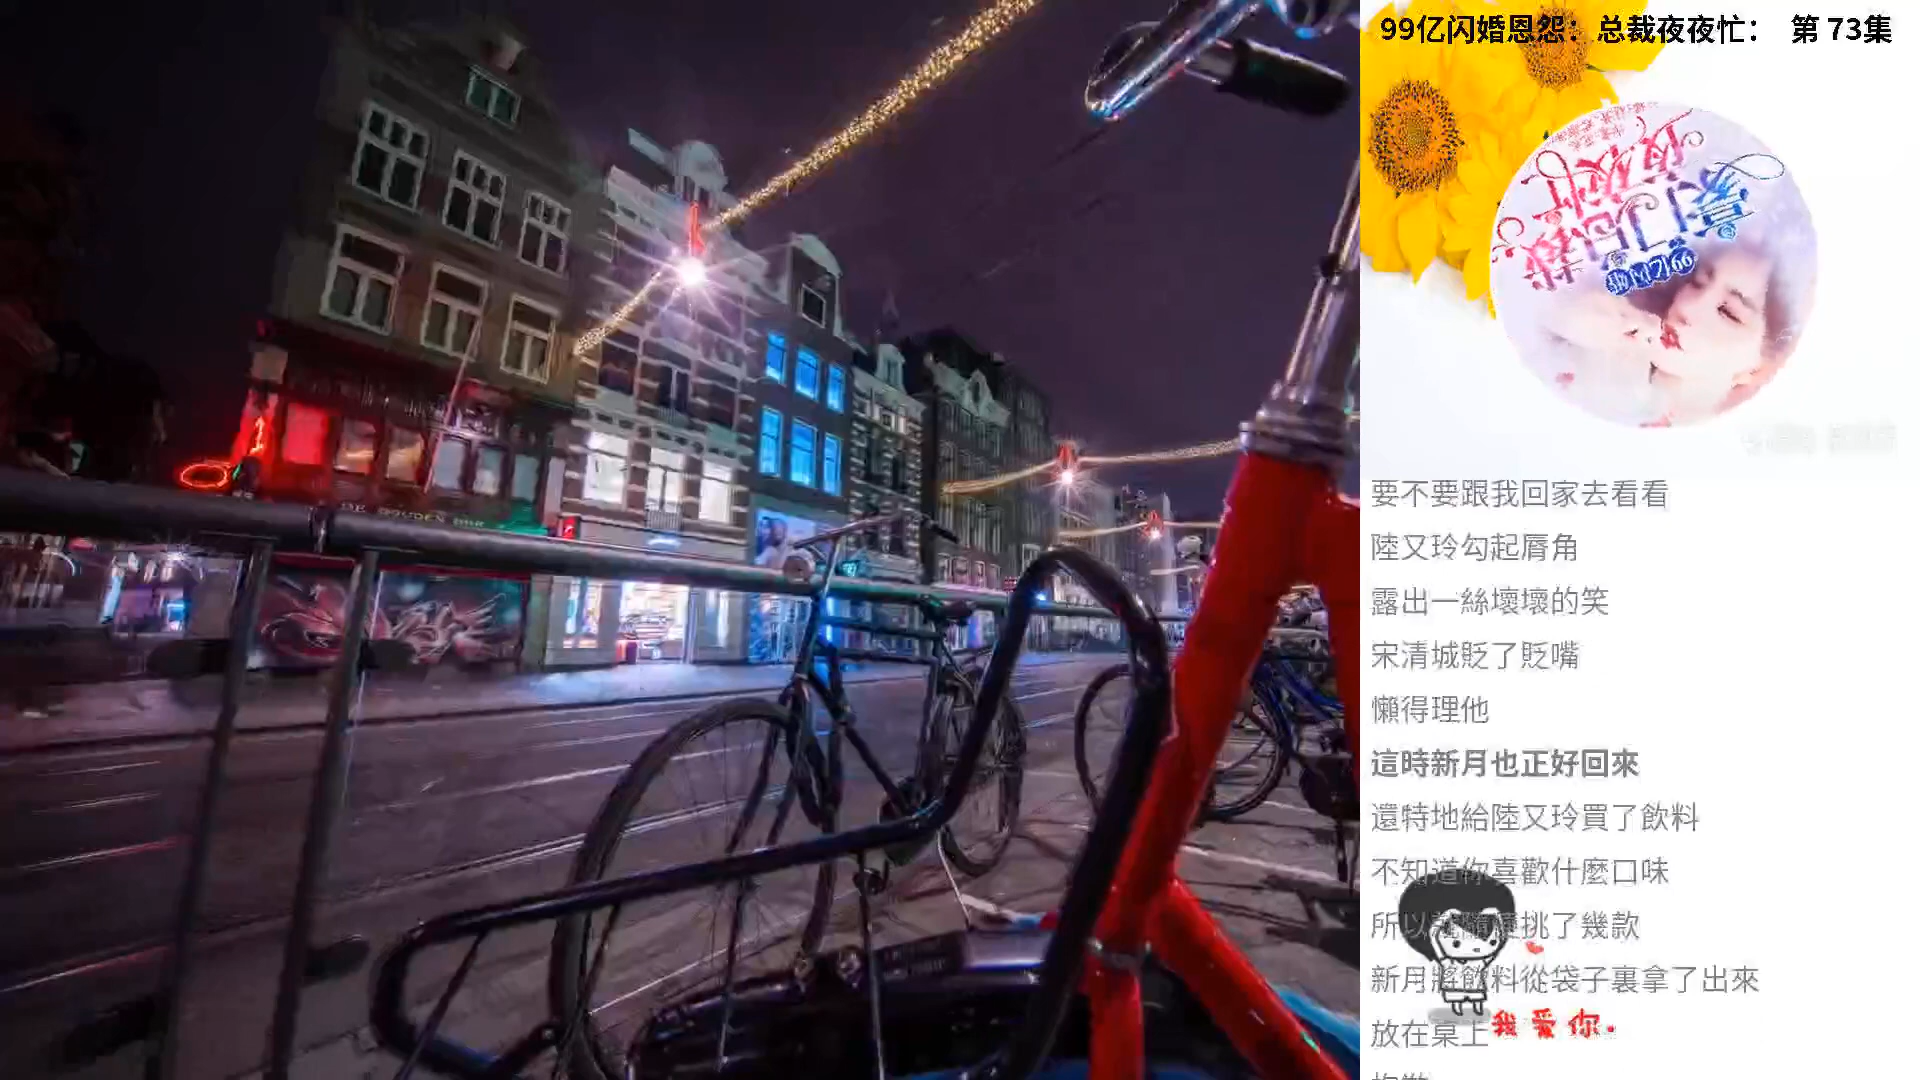 99亿闪婚恩怨：总裁夜夜忙： 第 73集
要不要跟我回家去看看
陸又玲勾起唇角
露出一絲壞壞的笑
宋清城貶了貶嘴
懶得理他
這時新月也正好回來
還特地給陸又玲買了飲料
不知道你喜歡什麼口味
所以就隨便挑了幾款
新月將飲料從袋子裏拿了出來
放在桌上
我爱你.